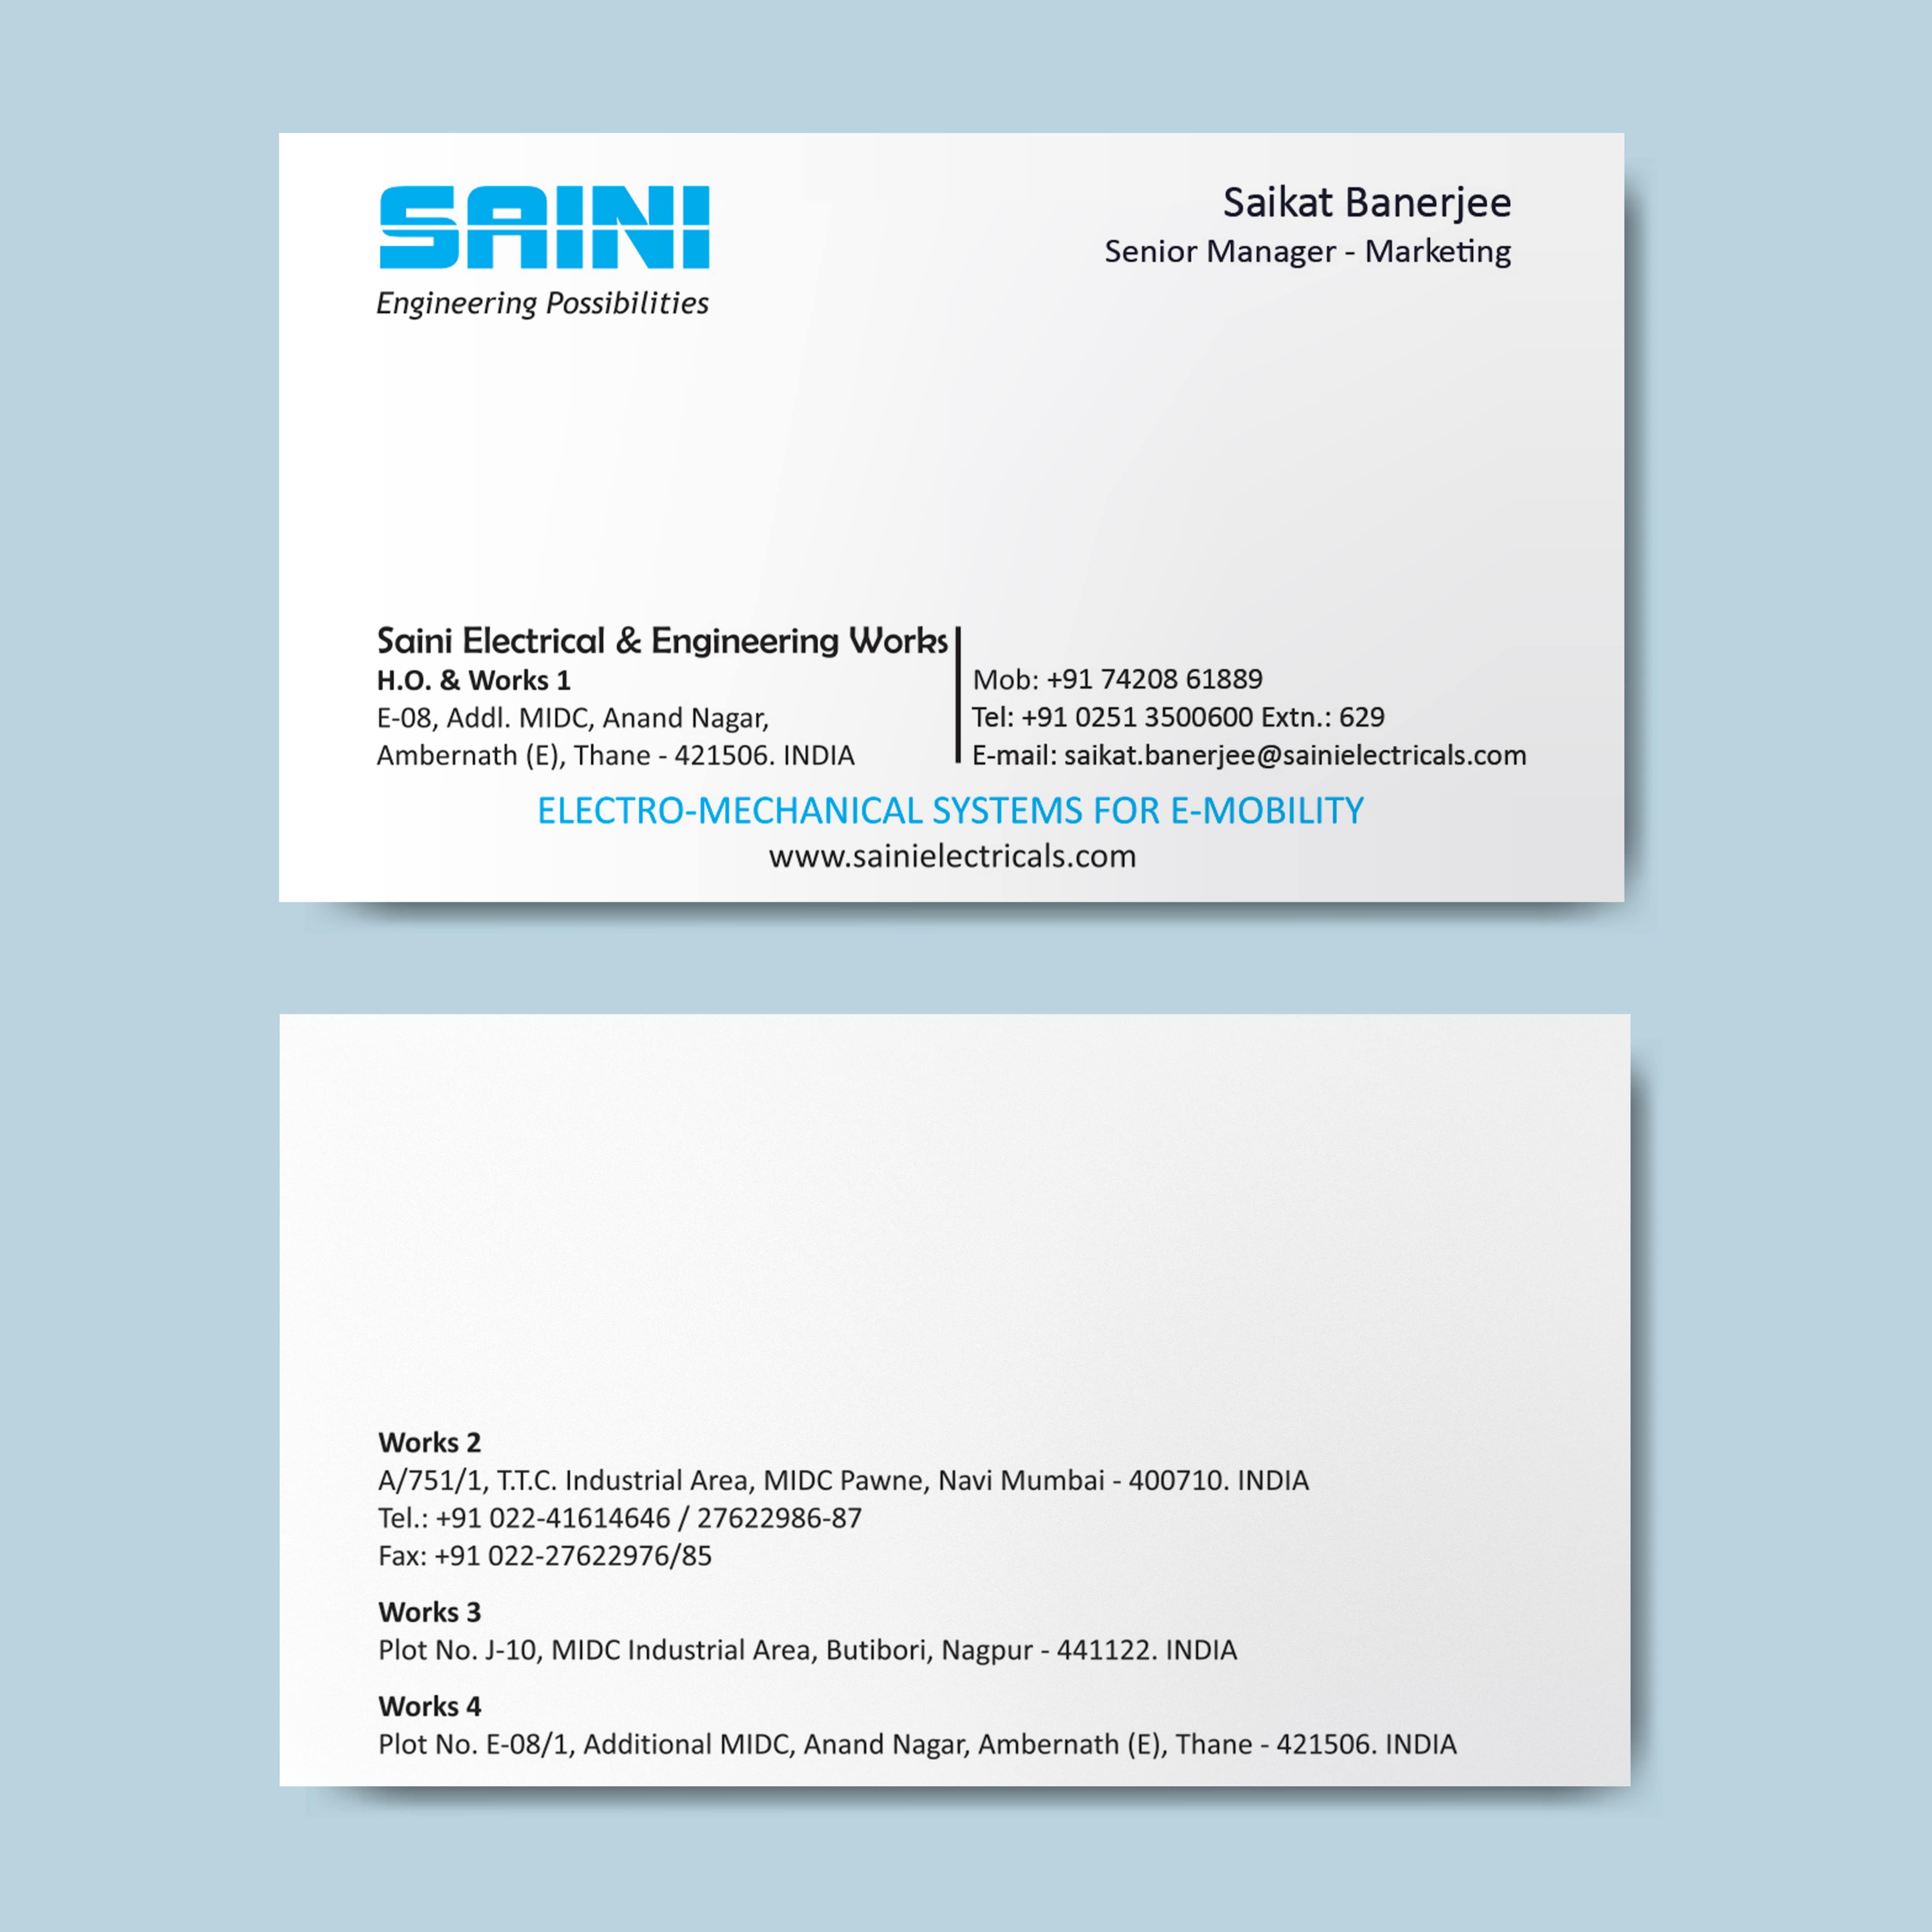 SAINI
Engineering Possibilities
Saikat Banerjee
Senior Manager - Marketing
Saini Electrical & Engineering Works
H.O. & Works 1
E-08, Addl. MIDC, Anand Nagar,
Ambernath (E), Thane - 421506. INDIA
Mob: +91 74208 61889
Tel: +91 0251 3500600 Extn.: 629
E-mail: saikat.banerjee@sainielectricals.com
ELECTRO-MECHANICAL SYSTEMS FOR E-MOBILITY
www.sainielectricals.com
Works 2
A/751/1, T.T.C. Industrial Area, MIDC Pawne, Navi Mumbai - 400710. INDIA
Tel.: +91 022-41614646 / 27622986-87
Fax: +91 022-27622976/85
Works 3
Plot No. J-10, MIDC Industrial Area, Butibori, Nagpur - 441122. INDIA
Works 4
Plot No. E-08/1, Additional MIDC, Anand Nagar, Ambernath (E), Thane - 421506. INDIA